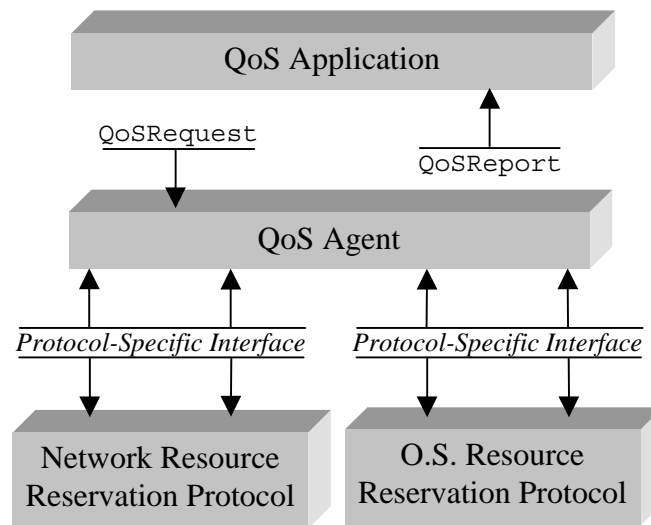 QoS Application
QoSRequest
QoSReport
QoS Agent
Protocol-Specific Interface
Protocol-Specific Interface
Network Resource
Reservation Protocol
O.S. Resource
Reservation Protocol